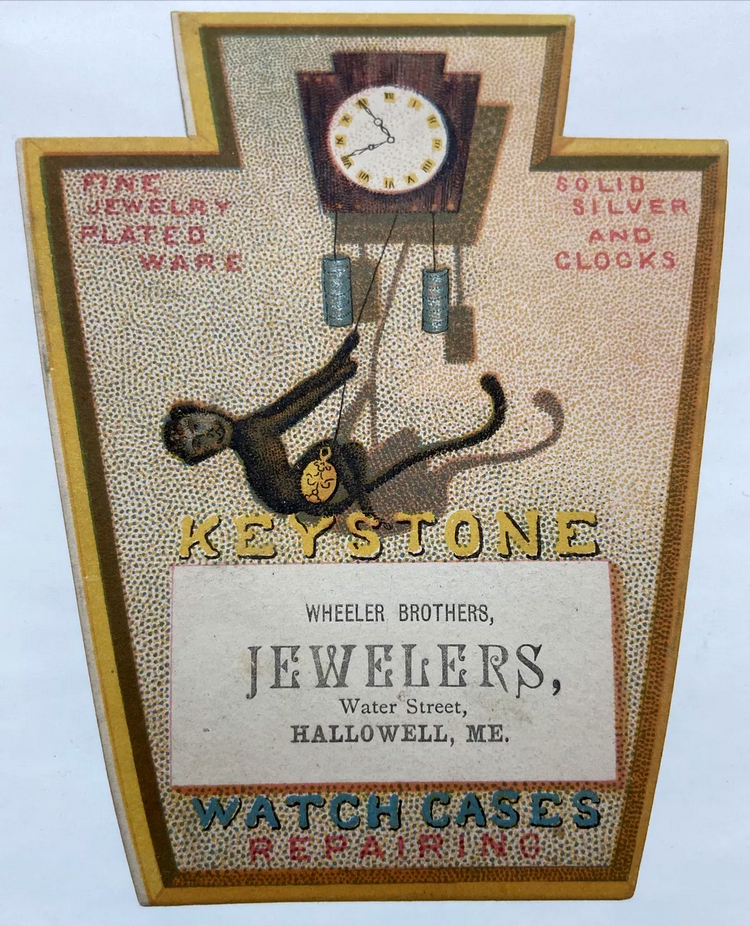 FINE
JEWELRY
PLATED
WARE
SOLID
SILVER
AND
CLOCKS
KEYSTONE
WHEELER BROTHERS,
JEWELERS,
Water Street,
HALLOWELL, ME.
WATCH CASES
REPAIRING